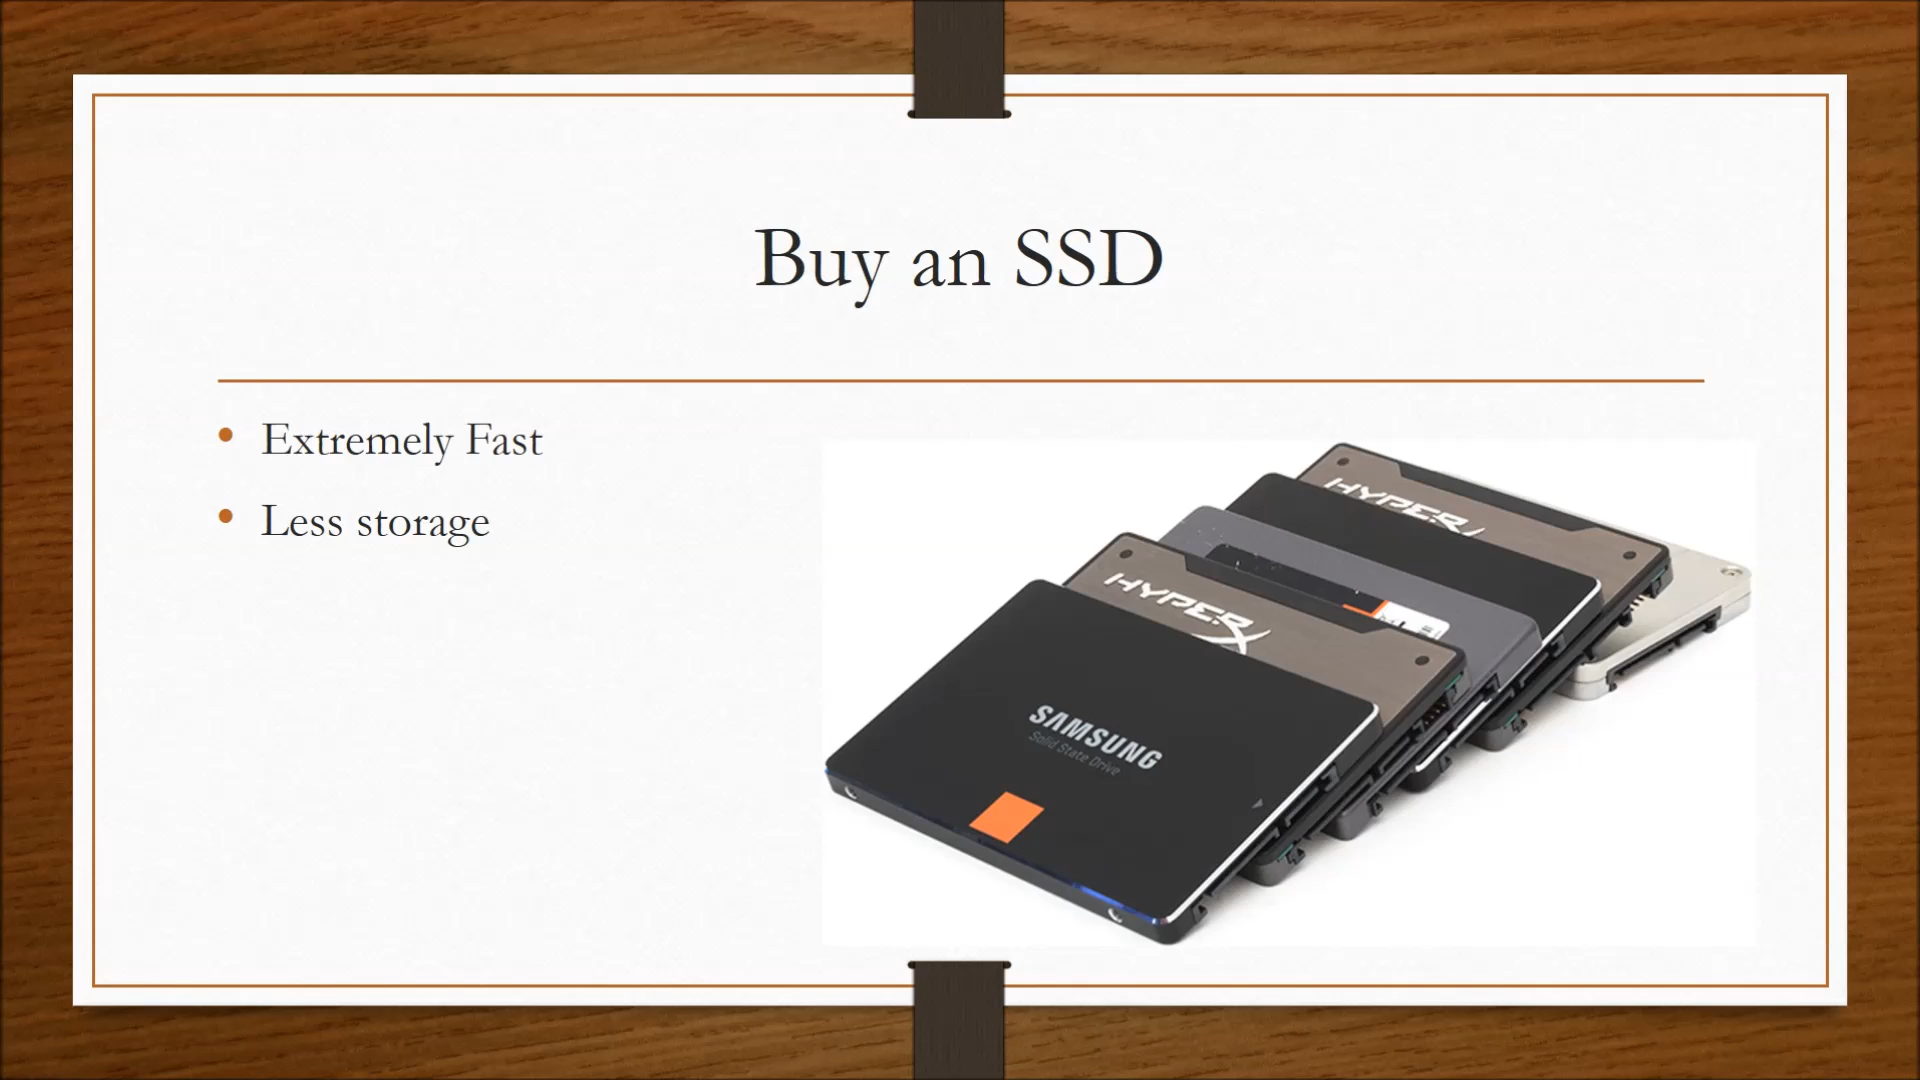 Buy an SSD
Extremely Fast
Less storage
HYPERX
HYPERX
SAMSUNG
Solid State Drive